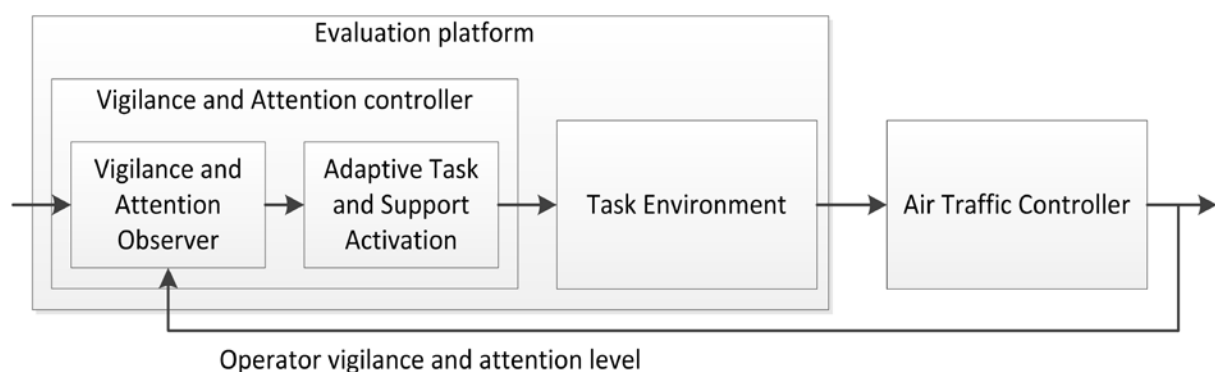 Evaluation platform
Vigilance and Attention controller
Vigilance and
Attention
Observer
Adaptive Task
and Support
Activation
Task Environment
Air Traffic Controller
Operator vigilance and attention level